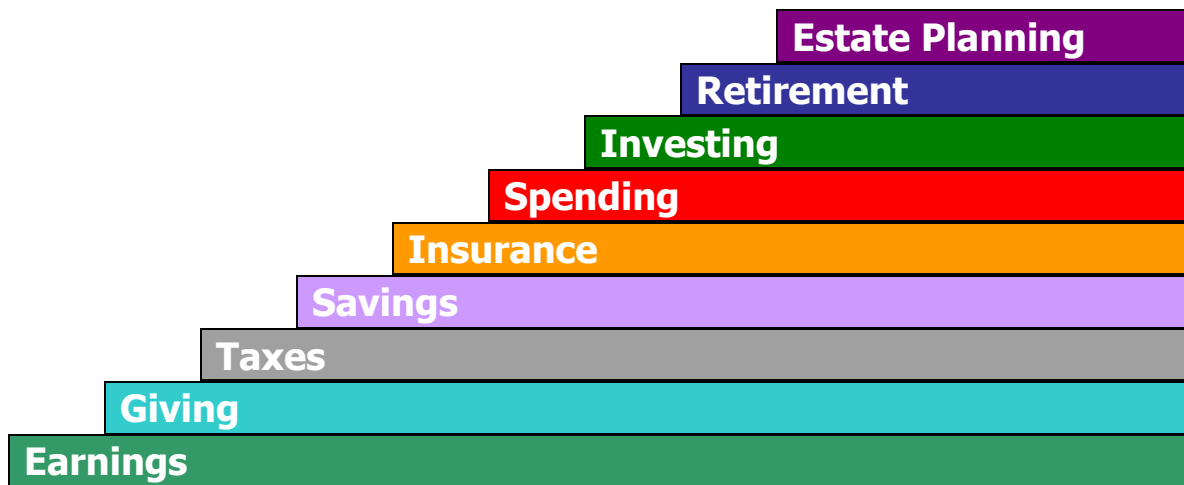 Estate Planning
Retirement
Investing
Spending
Insurance
Savings
Taxes
Giving
Earnings